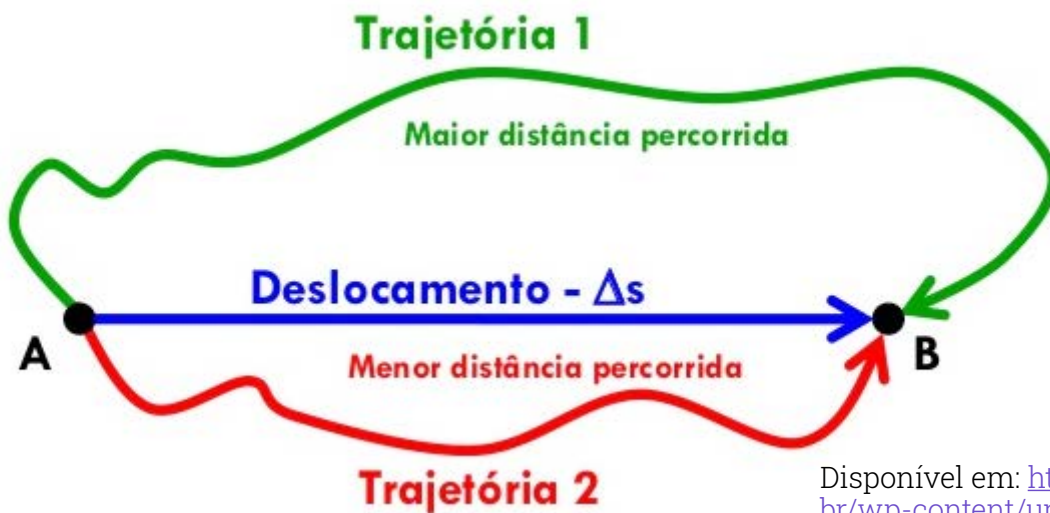 Trajetória 1
Maior distância percorrida
Deslocamento - Δs
A
B
Menor distância percorrida
Trajetória 2
Disponível em: